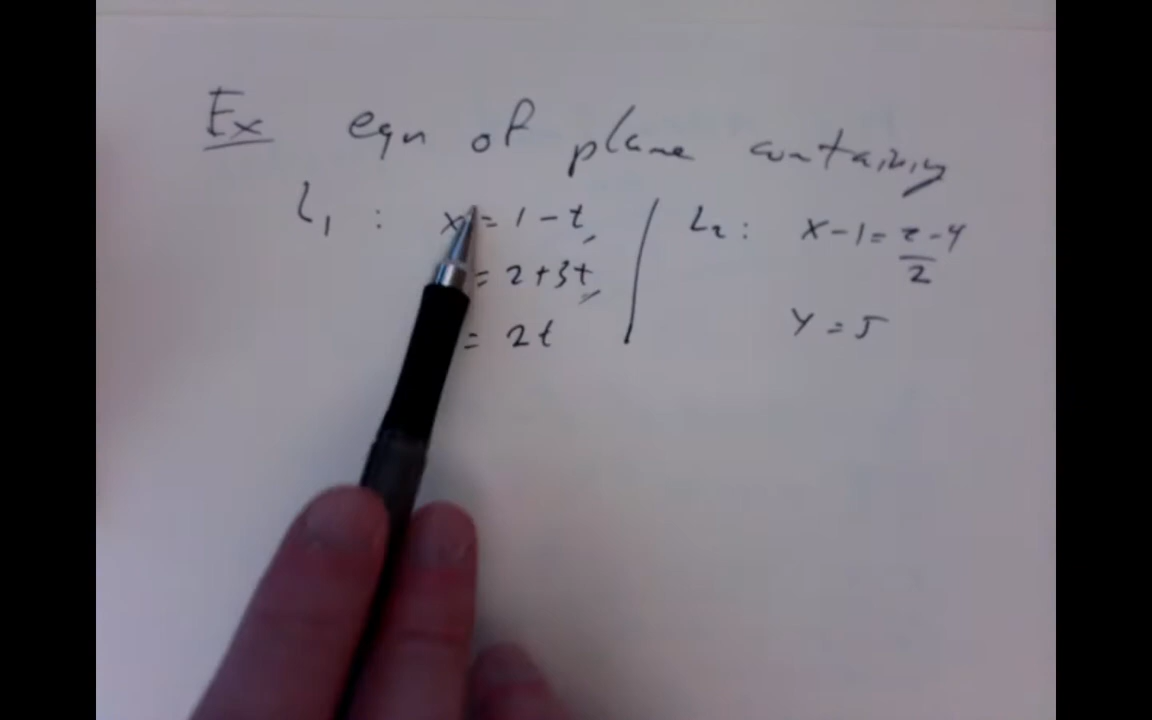 Ex eqn of plane containing
L1 : x = 1 - t, / L2 : x - 1 = z - 4
= 2 + 3t, 2
= 2t y = 5